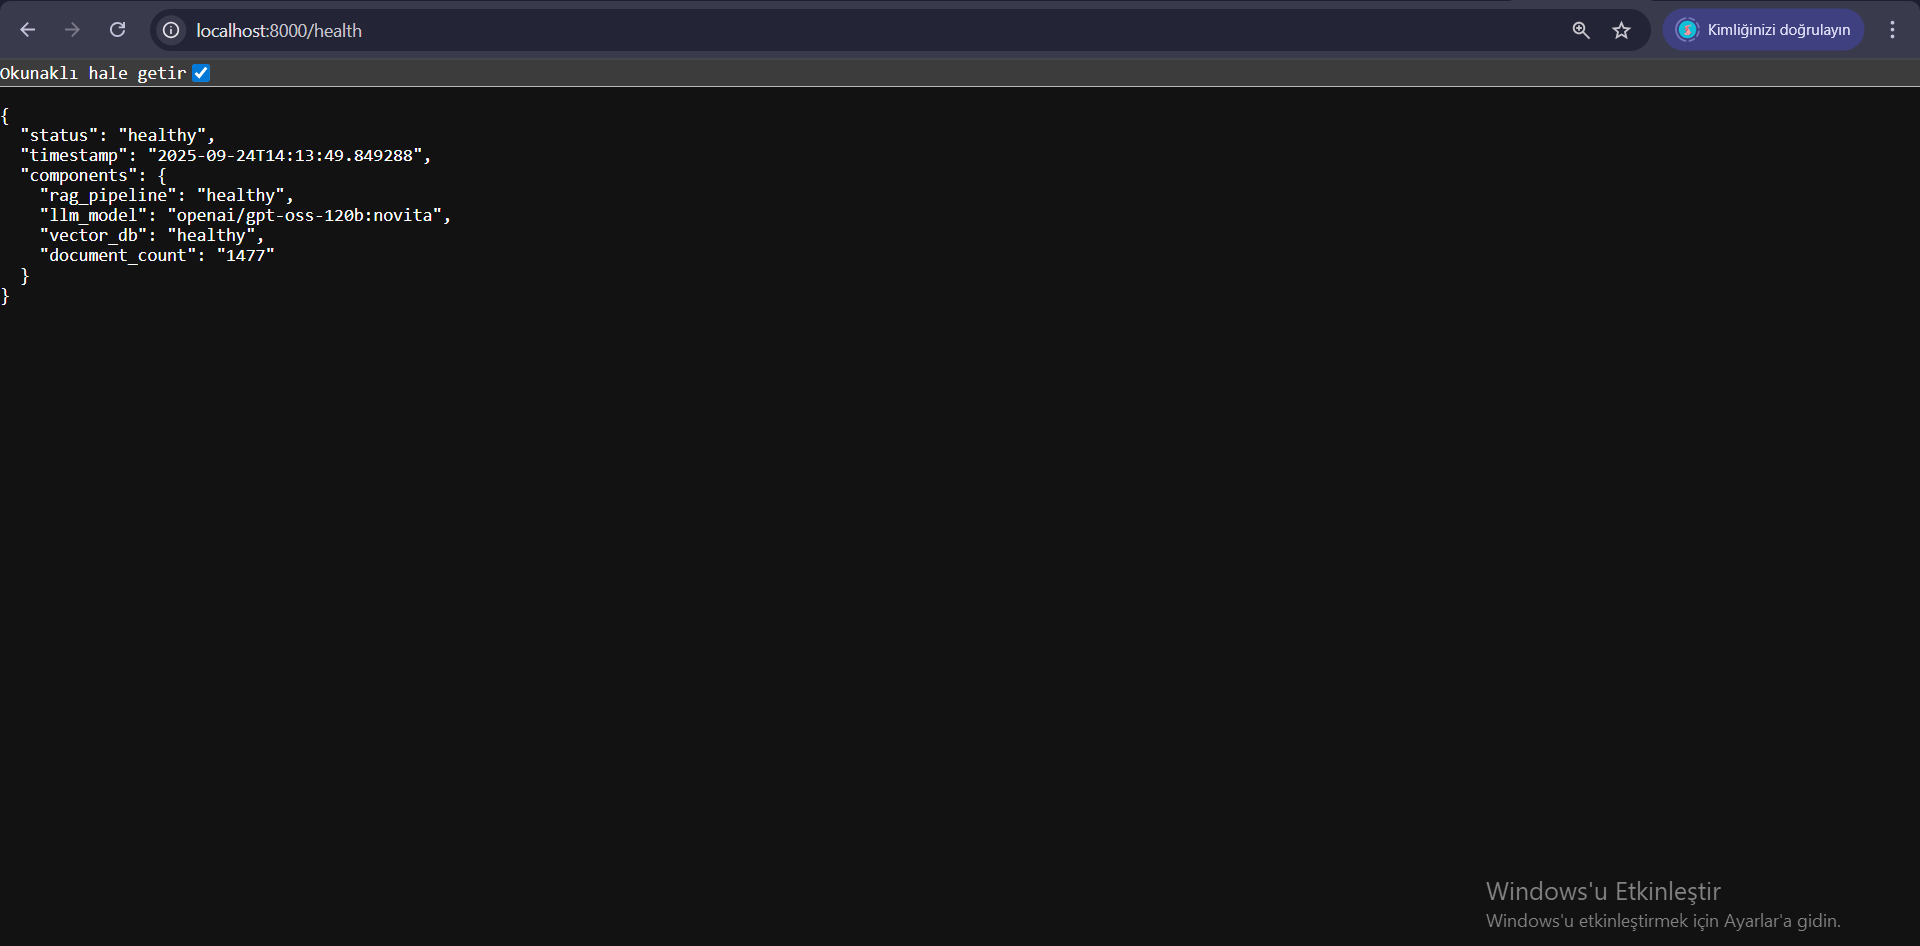 localhost:8000/health
Kimliğinizi doğrulayın
Okunaklı hale getir
{
  "status": "healthy",
  "timestamp": "2025-09-24T14:13:49.849288",
  "components": {
    "rag_pipeline": "healthy",
    "llm_model": "openai/gpt-oss-120b:novita",
    "vector_db": "healthy",
    "document_count": "1477"
  }
}
Windows'u Etkinleştir
Windows'u etkinleştirmek için Ayarlar'a gidin.